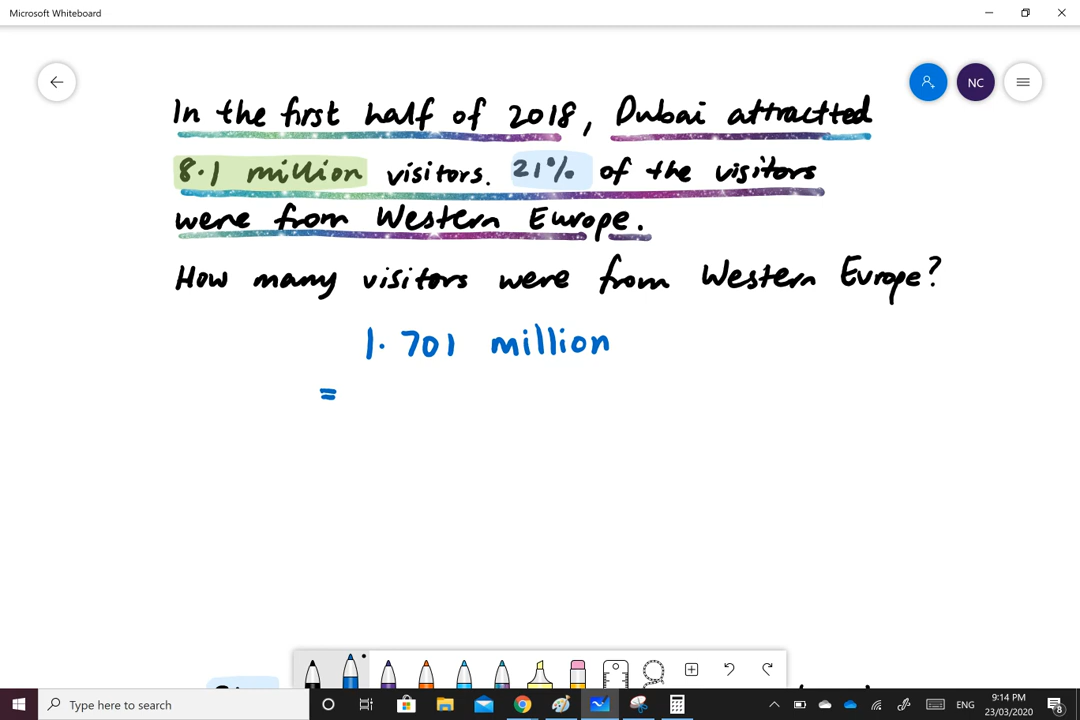 Microsoft Whiteboard
NC
In the first half of 2018, Dubai attractted
8.1 million visitors. 21% of the visitors
were from Western Europe.
How many visitors were from Western Europe?
1.701 million
=
Type here to search
ENG
9:14 PM
23/03/2020
8